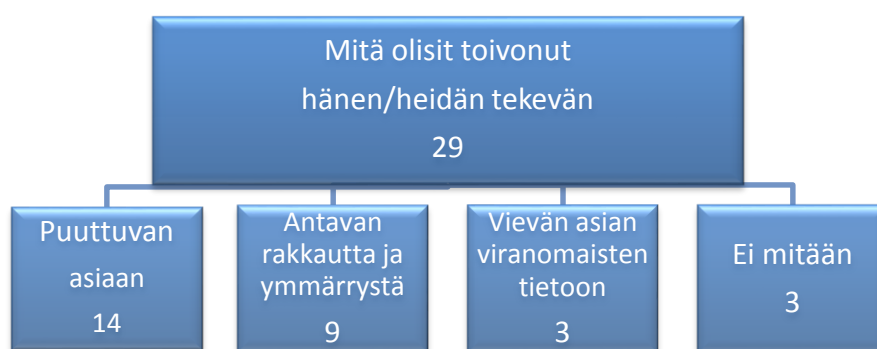 Mitä olisit toivonut
hänen/heidän tekevän
29
Puuttuvan
asiaan
14
Antavan
rakkautta ja
ymmärrystä
9
Vievän asian
viranomaisten
tietoon
3
Ei mitään
3